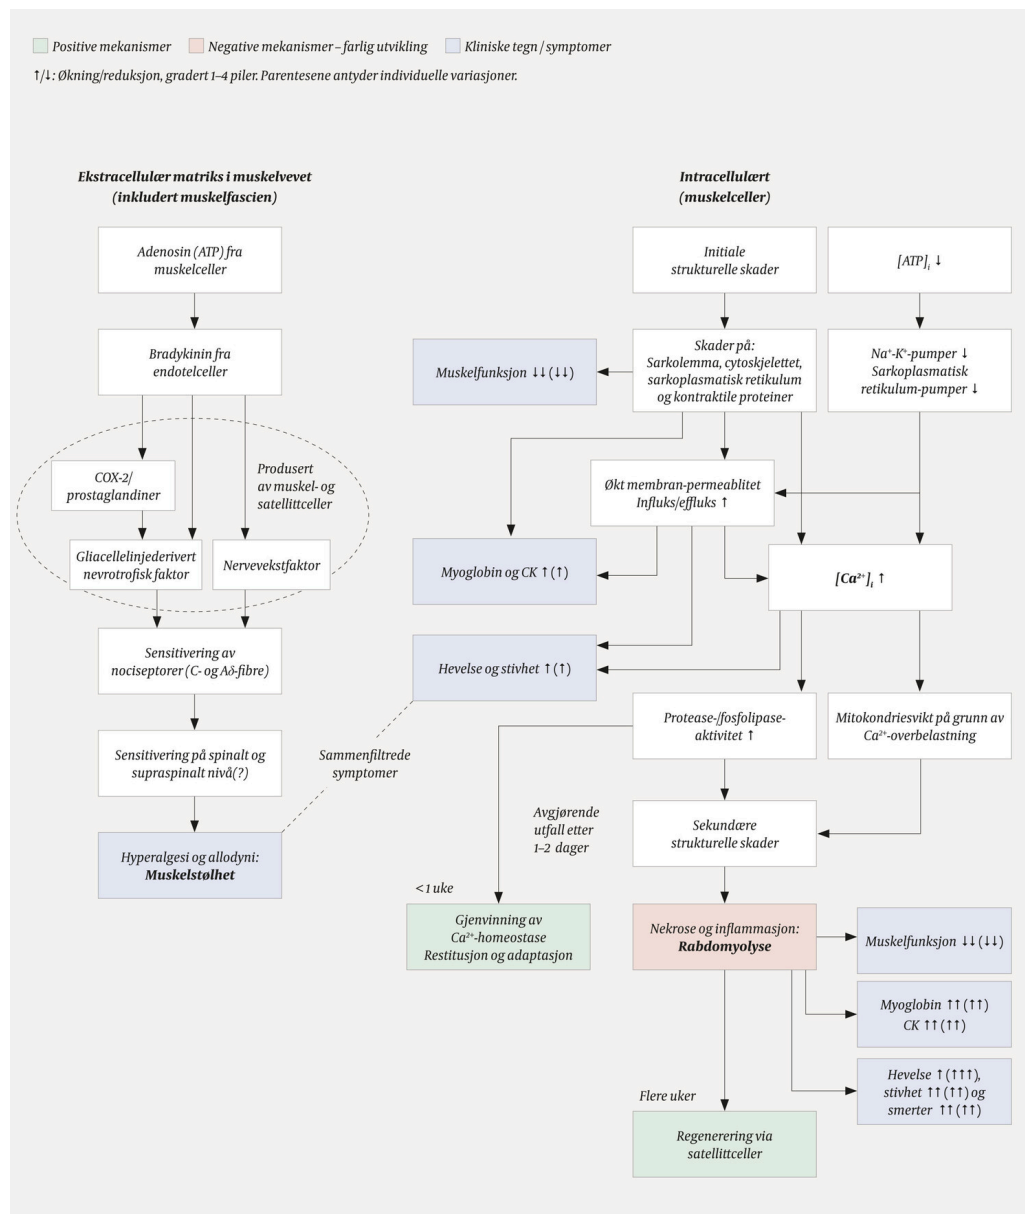 Positive mekanismer
Negative mekanismer – farlig utvikling
Kliniske tegn / symptomer
↑/↓: Økning/reduksjon, gradert 1–4 piler. Parentesene antyder individuelle variasjoner.
Ekstracellulær matriks i muskelvevet
(inkludert muskelfascien)
Adenosin (ATP) fra
muskelceller
Bradykinin fra
endotelceller
COX-2/
prostaglandiner
Produsert
av muskel- og
satellittceller
Gliacellelinjederivert
nevrotrofisk faktor
Nervevekstfaktor
Sensitivering av
nociseptorer (C- og Aδ-fibre)
Sensitivering på spinalt og
supraspinalt nivå(?)
Hyperalgesi og allodyni:
Muskelstølhet
Sammenfiltrede
symptomer
Intracellulært
(muskelceller)
Initiale
strukturelle skader
[ATP]i ↓
Muskelfunksjon ↓↓(↓↓)
Skader på:
Sarkolemma, cytoskjelettet,
sarkoplasmatisk retikulum
og kontraktile proteiner
Na⁺-K⁺-pumper ↓
Sarkoplasmatisk
retikulum-pumper ↓
Økt membran-permeablitet
Influks/effluks ↑
Myoglobin og CK ↑(↑)
[Ca²⁺]i ↑
Hevelse og stivhet ↑(↑)
Protease-/fosfolipase-
aktivitet ↑
Mitokondriesvikt på grunn av
Ca²⁺-overbelastning
Avgjørende
utfall etter
1–2 dager
Sekundære
strukturelle skader
< 1 uke
Gjenvinning av
Ca²⁺-homeostase
Restitusjon og adaptasjon
Nekrose og inflammasjon:
Rabdomyolyse
Muskelfunksjon ↓↓(↓↓)
Myoglobin ↑↑(↑↑)
CK ↑↑(↑↑)
Hevelse ↑(↑↑↑),
stivhet ↑↑(↑↑) og
smerter ↑↑(↑↑)
Flere uker
Regenerering via
satellittceller